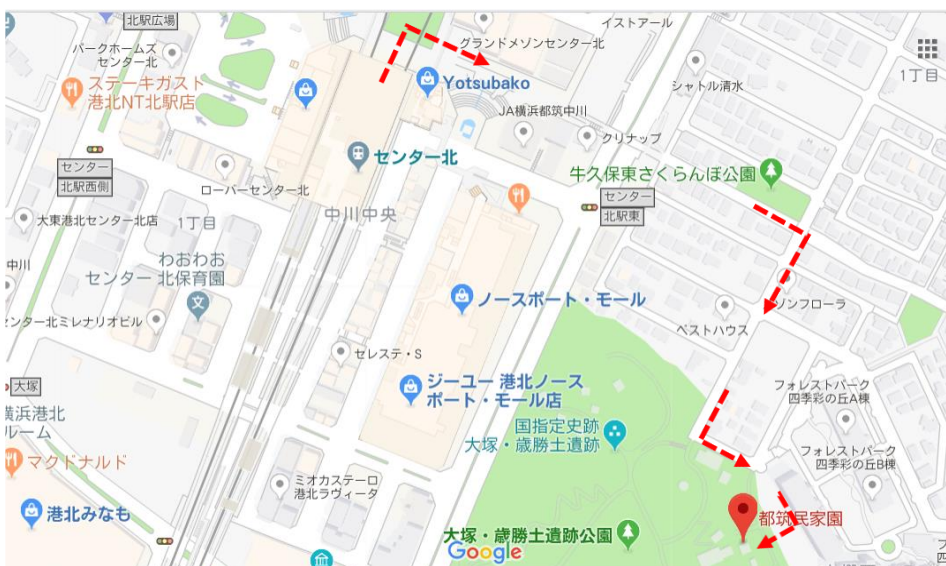 北駅広場
イストアール
パークホームズ
センター北
グランドメゾンセンター北
1丁目
ステーキガスト
港北NT北駅店
Yotsubako
シャトル清水
JA横浜都筑中川
クリナップ
センター
北駅西側
センター北
牛久保東さくらんぼ公園
ローバーセンター北
センター
北駅東
大東港北センター北店
1丁目
中川中央
わおわお
センター北保育園
中川
ノースポート・モール
ゾンフローラ
センター北ミレナリオビル
ベストハウス
セレステ・S
大塚
ジーユー 港北ノース
ポート・モール店
フォレストパーク
四季彩の丘A棟
横浜港北
ルーム
国指定史跡
大塚・歳勝土遺跡
マクドナルド
フォレストパーク
四季彩の丘B棟
ミオカステーロ
港北ラヴィータ
港北みなも
都筑民家園
大塚・歳勝土遺跡公園
Google